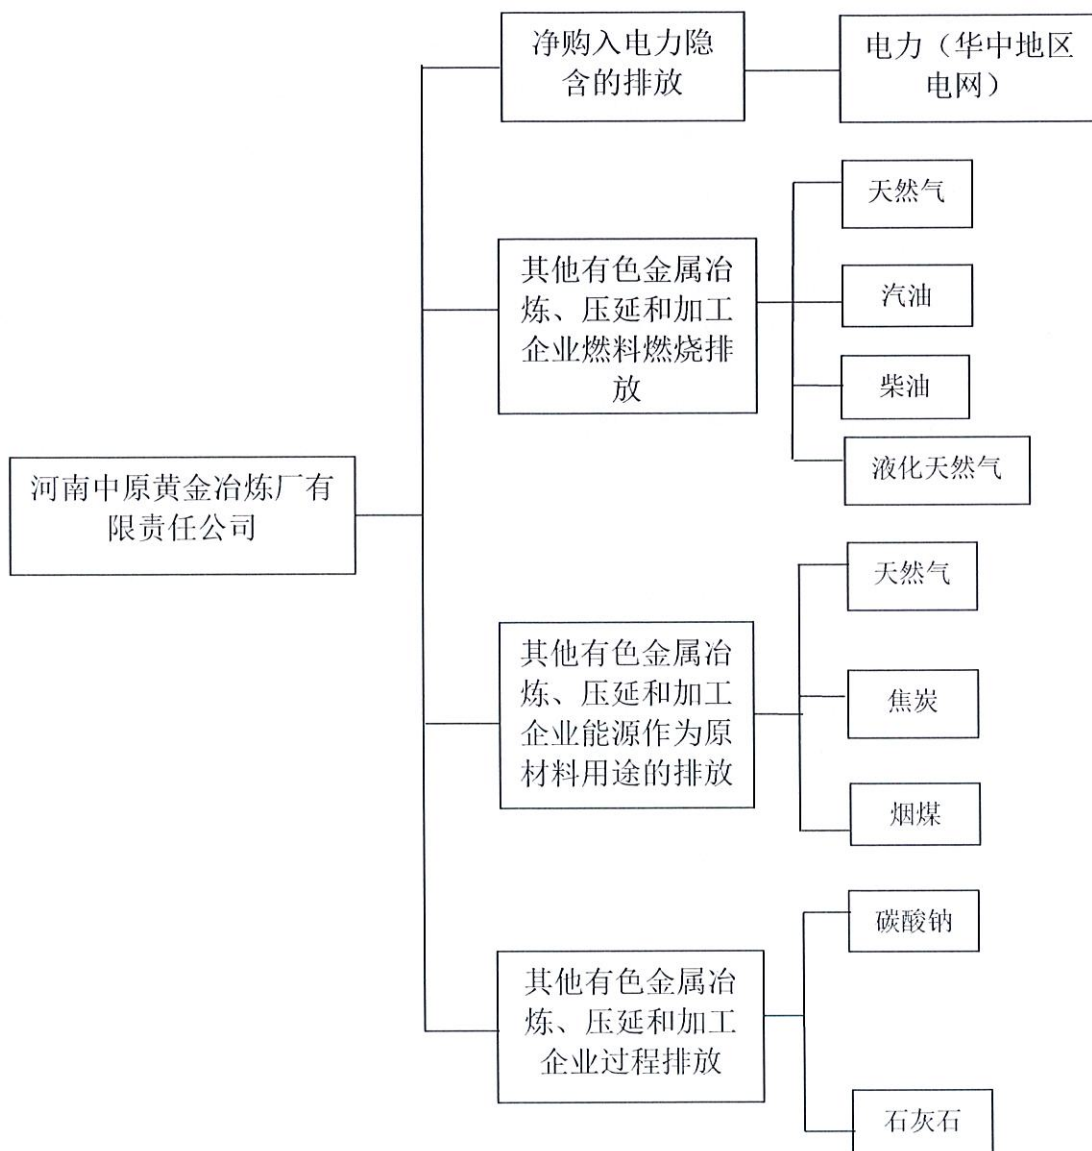 净购入电力隐
含的排放
电力（华中地区
电网）
其他有色金属冶
炼、压延和加工
企业燃料燃烧排
放
天然气
汽油
柴油
液化天然气
河南中原黄金冶炼厂有
限责任公司
其他有色金属冶
炼、压延和加工
企业能源作为原
材料用途的排放
天然气
焦炭
烟煤
其他有色金属冶
炼、压延和加工
企业过程排放
碳酸钠
石灰石